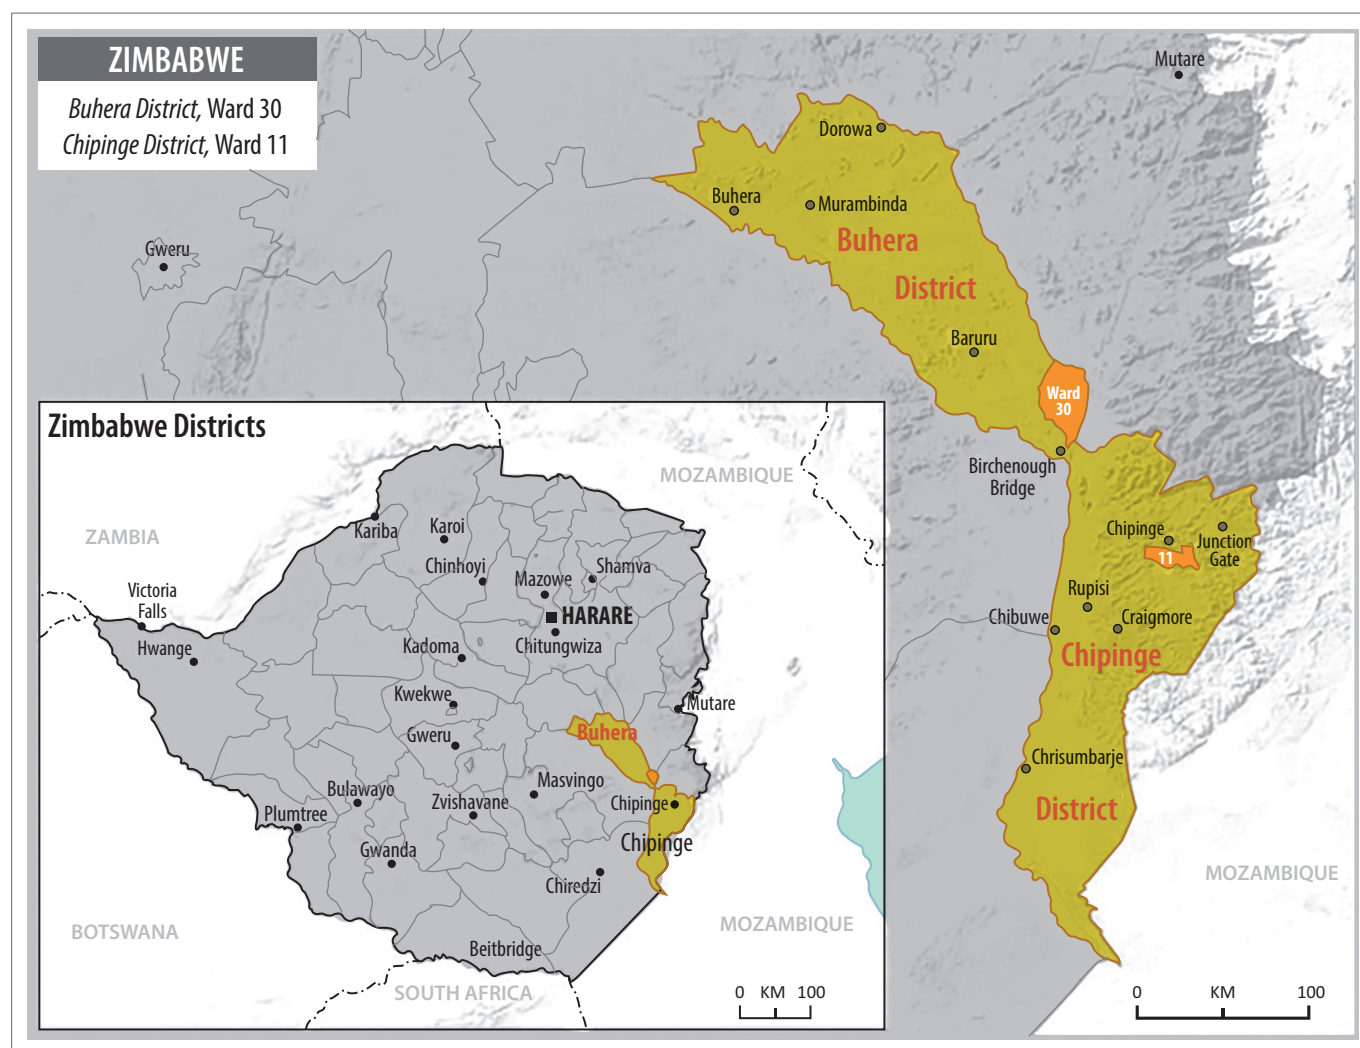 ZIMBABWE
Buhera District, Ward 30
Chipinge District, Ward 11
Mutare
Dorowa
Buhera
Murambinda
Buhera
District
Gweru
Baruru
Ward
30
Birchenough
Bridge
Chipinge
Junction
Gate
11
Rupisi
Chibuwe
Craigmore
Chipinge
Chrisumbarje
District
MOZAMBIQUE
0 KM 100
Zimbabwe Districts
MOZAMBIQUE
ZAMBIA
Kariba
Karoi
Chinhoyi
Mazowe
Shamva
Victoria
Falls
HARARE
Hwange
Kadoma
Chitungwiza
Kwekwe
Mutare
Gweru
Buhera
Bulawayo
Masvingo
Plumtree
Zvishavane
Chipinge
Gwanda
Chipinge
Chiredzi
BOTSWANA
MOZAMBIQUE
Beitbridge
SOUTH AFRICA
0 KM 100